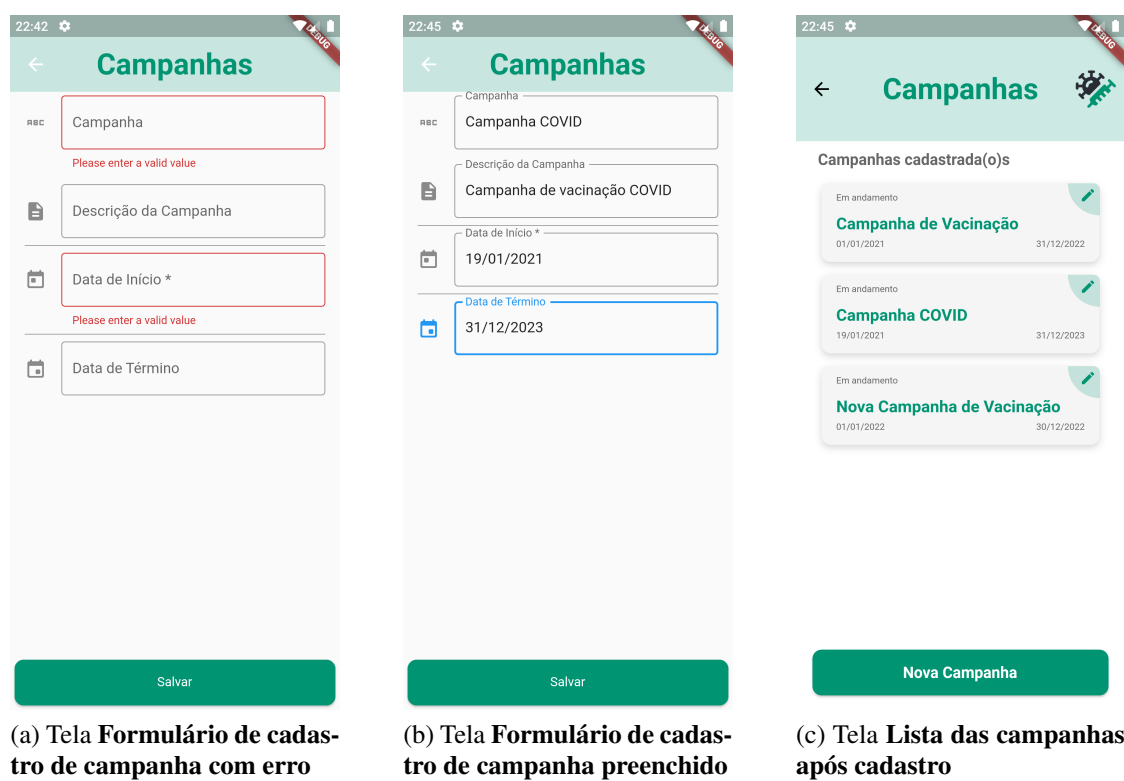 22:42
DEBUG
Campanhas
ABC
Campanha
Please enter a valid value
Descrição da Campanha
Data de Início *
Please enter a valid value
Data de Término
Salvar
(a) Tela Formulário de cadas-
tro de campanha com erro
22:45
DEBUG
Campanhas
Campanha
ABC
Campanha COVID
Descrição da Campanha
Campanha de vacinação COVID
Data de Início *
19/01/2021
Data de Término
31/12/2023
Salvar
(b) Tela Formulário de cadas-
tro de campanha preenchido
22:45
DEBUG
Campanhas
Campanhas cadastrada(o)s
Em andamento
Campanha de Vacinação
01/01/2021 31/12/2022
Em andamento
Campanha COVID
19/01/2021 31/12/2023
Em andamento
Nova Campanha de Vacinação
01/01/2022 30/12/2022
Nova Campanha
(c) Tela Lista das campanhas
após cadastro